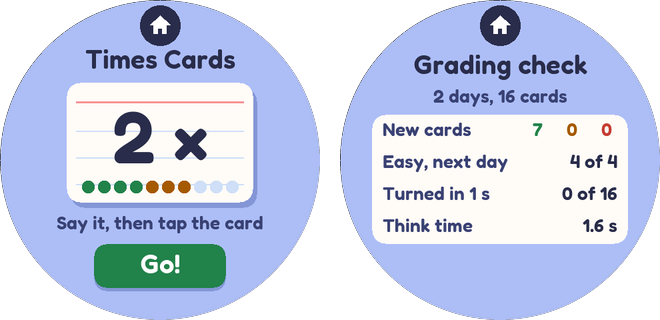 Times Cards
2 ×
Say it, then tap the card
Go!
Grading check
2 days, 16 cards
New cards 7 0 0
Easy, next day 4 of 4
Turned in 1 s 0 of 16
Think time 1.6 s